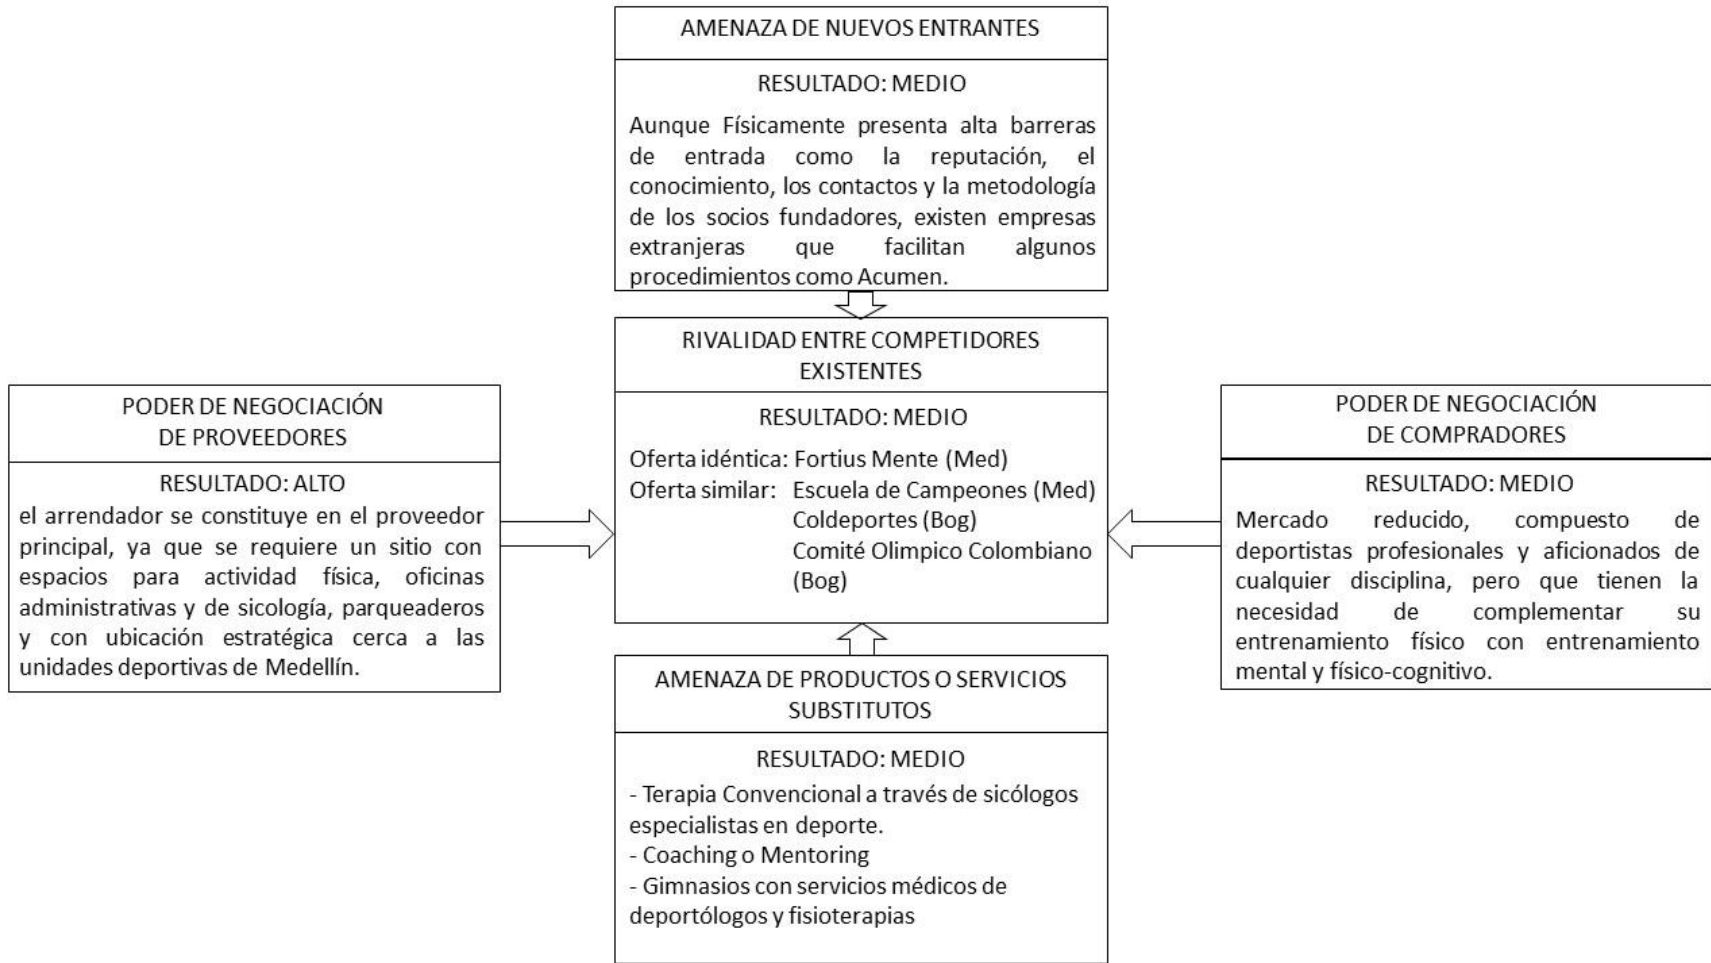 AMENAZA DE NUEVOS ENTRANTES
RESULTADO: MEDIO
Aunque Físicamente presenta alta barreras
de entrada como la reputación, el
conocimiento, los contactos y la metodología
de los socios fundadores, existen empresas
extranjeras que facilitan algunos
procedimientos como Acumen.
PODER DE NEGOCIACIÓN
DE PROVEEDORES
RESULTADO: ALTO
el arrendador se constituye en el proveedor
principal, ya que se requiere un sitio con
espacios para actividad física, oficinas
administrativas y de sicología, parqueaderos
y con ubicación estratégica cerca a las
unidades deportivas de Medellín.
RIVALIDAD ENTRE COMPETIDORES
EXISTENTES
RESULTADO: MEDIO
Oferta idéntica: Fortius Mente (Med)
Oferta similar: Escuela de Campeones (Med)
Coldeportes (Bog)
Comité Olimpico Colombiano
(Bog)
PODER DE NEGOCIACIÓN
DE COMPRADORES
RESULTADO: MEDIO
Mercado reducido, compuesto de
deportistas profesionales y aficionados de
cualquier disciplina, pero que tienen la
necesidad de complementar su
entrenamiento físico con entrenamiento
mental y físico-cognitivo.
AMENAZA DE PRODUCTOS O SERVICIOS
SUBSTITUTOS
RESULTADO: MEDIO
- Terapia Convencional a través de sicólogos
especialistas en deporte.
- Coaching o Mentoring
- Gimnasios con servicios médicos de
deportólogos y fisioterapias